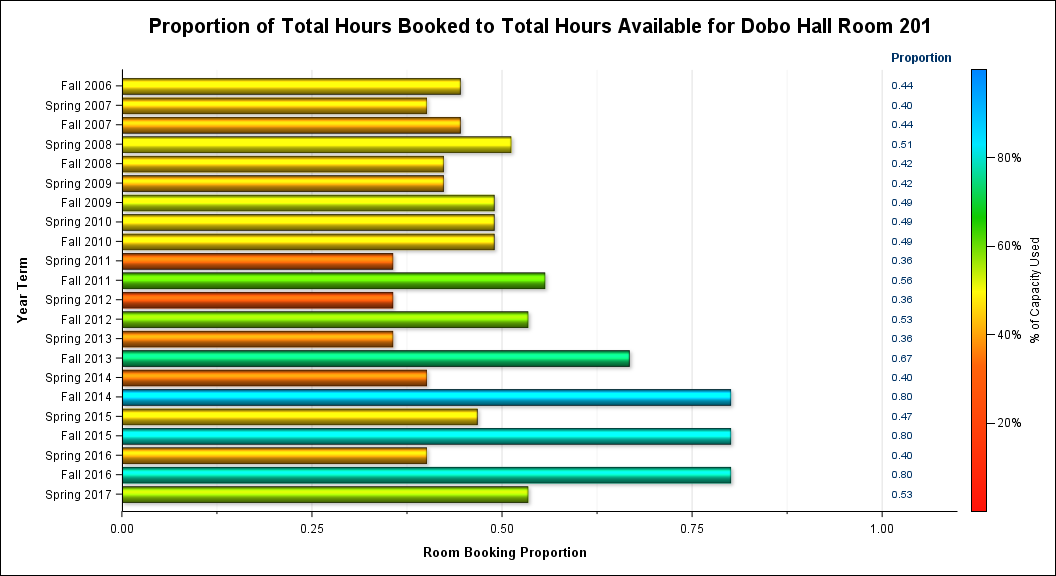 Proportion of Total Hours Booked to Total Hours Available for Dobo Hall Room 201
Proportion
Fall 2006 0.44
Spring 2007 0.40
Fall 2007 0.44
Spring 2008 0.51
Fall 2008 0.42
Spring 2009 0.42
Fall 2009 0.49
Spring 2010 0.49
Fall 2010 0.49
Spring 2011 0.36
Fall 2011 0.56
Spring 2012 0.36
Fall 2012 0.53
Spring 2013 0.36
Fall 2013 0.67
Spring 2014 0.40
Fall 2014 0.80
Spring 2015 0.47
Fall 2015 0.80
Spring 2016 0.40
Fall 2016 0.80
Spring 2017 0.53
Year Term
0.00 0.25 0.50 0.75 1.00
Room Booking Proportion
80%
60%
40%
20%
% of Capacity Used